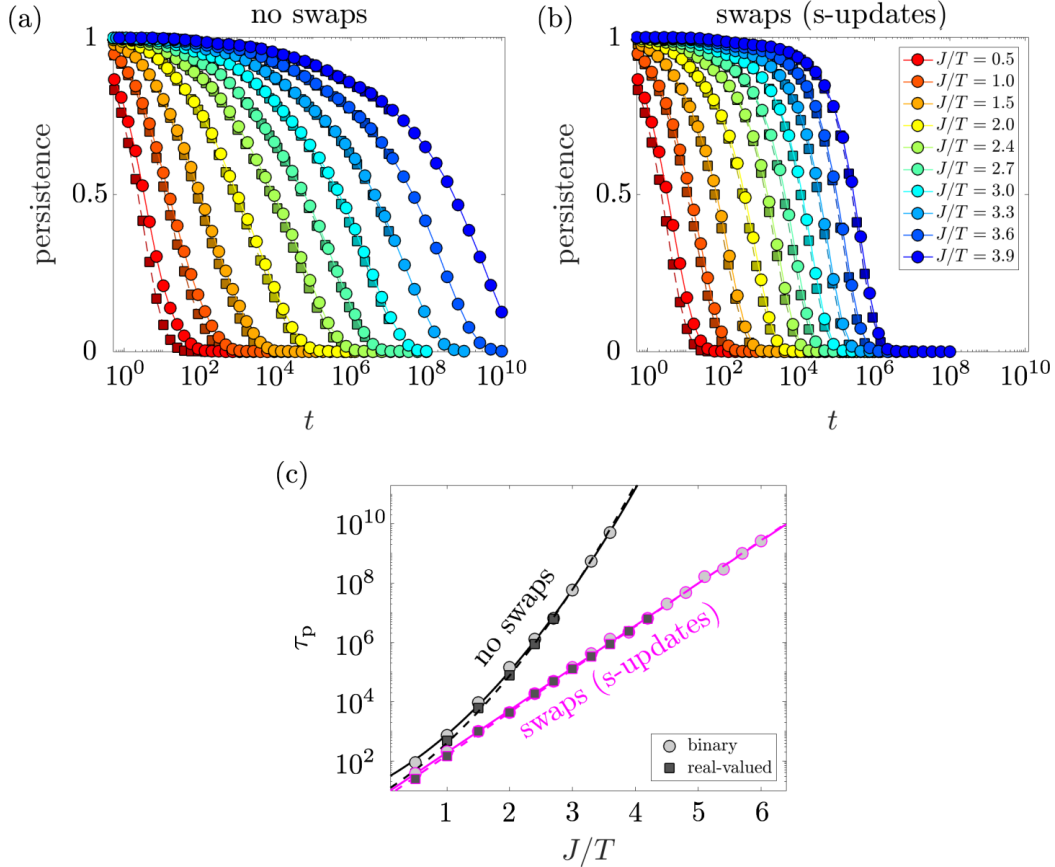 (a)
no swaps
1
0.5
0
persistence
10^0
10^2
10^4
10^6
10^8
10^10
t
(b)
swaps (s-updates)
1
0.5
0
persistence
10^0
10^2
10^4
10^6
10^8
10^10
t
J/T = 0.5
J/T = 1.0
J/T = 1.5
J/T = 2.0
J/T = 2.4
J/T = 2.7
J/T = 3.0
J/T = 3.3
J/T = 3.6
J/T = 3.9
(c)
10^10
10^8
10^6
10^4
10^2
τp
no swaps
swaps (s-updates)
binary
real-valued
1 2 3 4 5 6
J/T